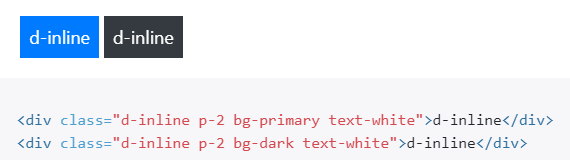 d-inline d-inline
<div class="d-inline p-2 bg-primary text-white">d-inline</div>
<div class="d-inline p-2 bg-dark text-white">d-inline</div>